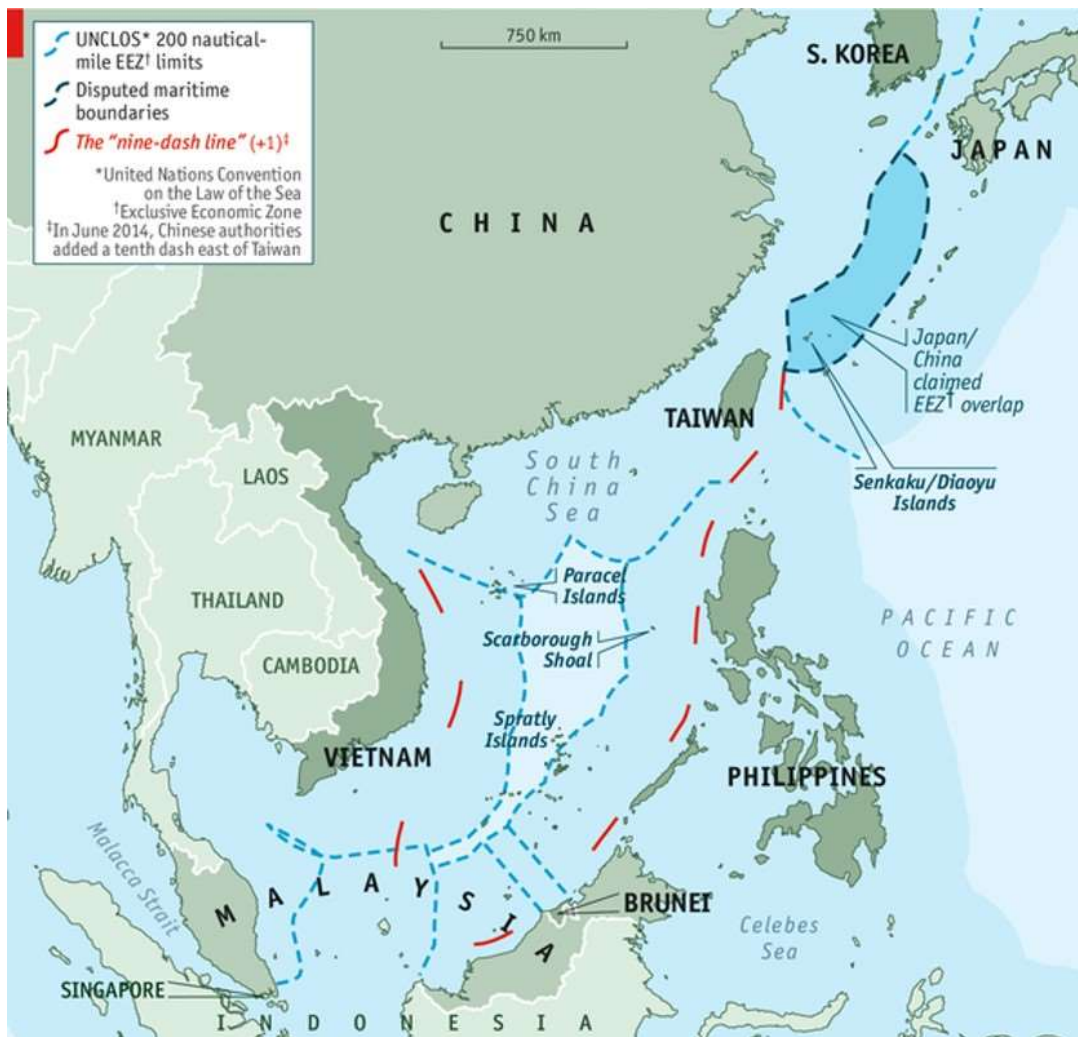 UNCLOS* 200 nautical-
mile EEZ† limits
Disputed maritime
boundaries
The "nine-dash line" (+1)‡
*United Nations Convention
on the Law of the Sea
†Exclusive Economic Zone
‡In June 2014, Chinese authorities
added a tenth dash east of Taiwan
750 km
S. KOREA
JAPAN
CHINA
Japan/
China
claimed
EEZ† overlap
TAIWAN
MYANMAR
LAOS
South
China
Sea
Senkaku/Diaoyu
Islands
THAILAND
Paracel
Islands
PACIFIC
OCEAN
Scarborough
Shoal
CAMBODIA
Spratly
Islands
VIETNAM
PHILIPPINES
Malacca Strait
MALAYSIA
BRUNEI
Celebes
Sea
SINGAPORE
INDONESIA